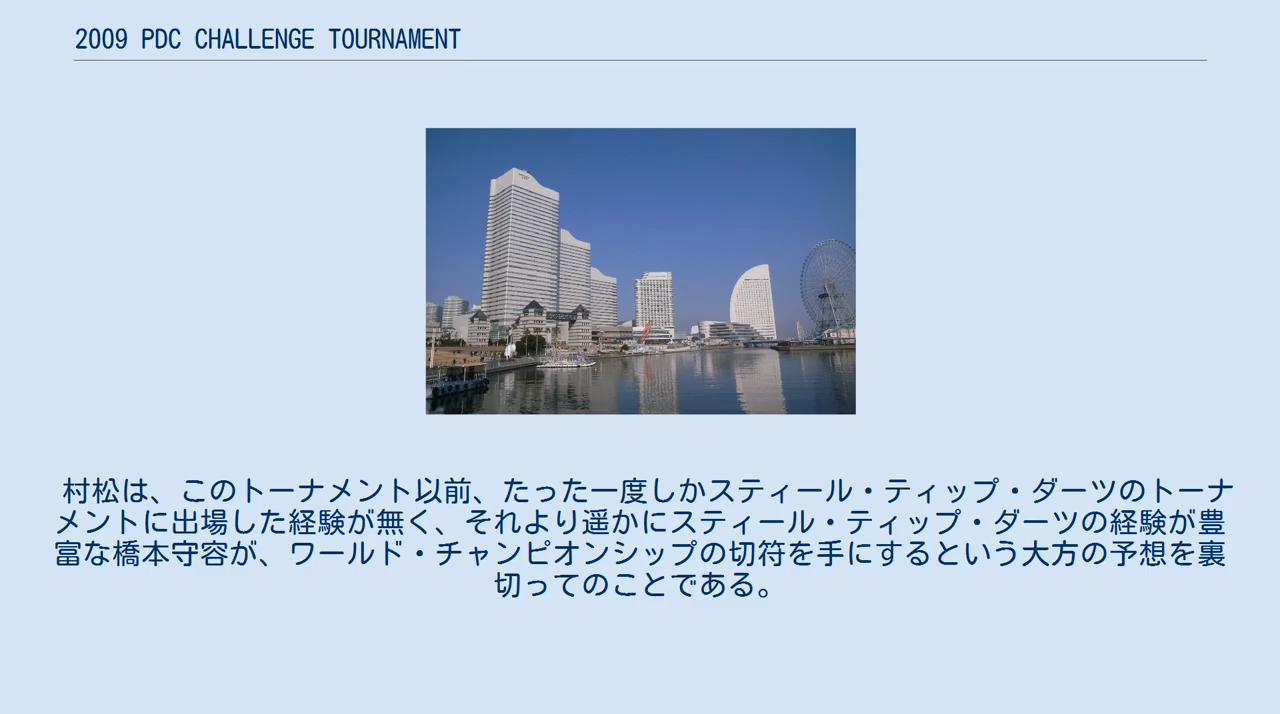 2009 PDC CHALLENGE TOURNAMENT
村松は、このトーナメント以前、たった一度しかスティール・ティップ・ダーツのトーナ
メントに出場した経験が無く、それより遥かにスティール・ティップ・ダーツの経験が豊
富な橋本守容が、ワールド・チャンピオンシップの切符を手にするという大方の予想を裏
切ってのことである。